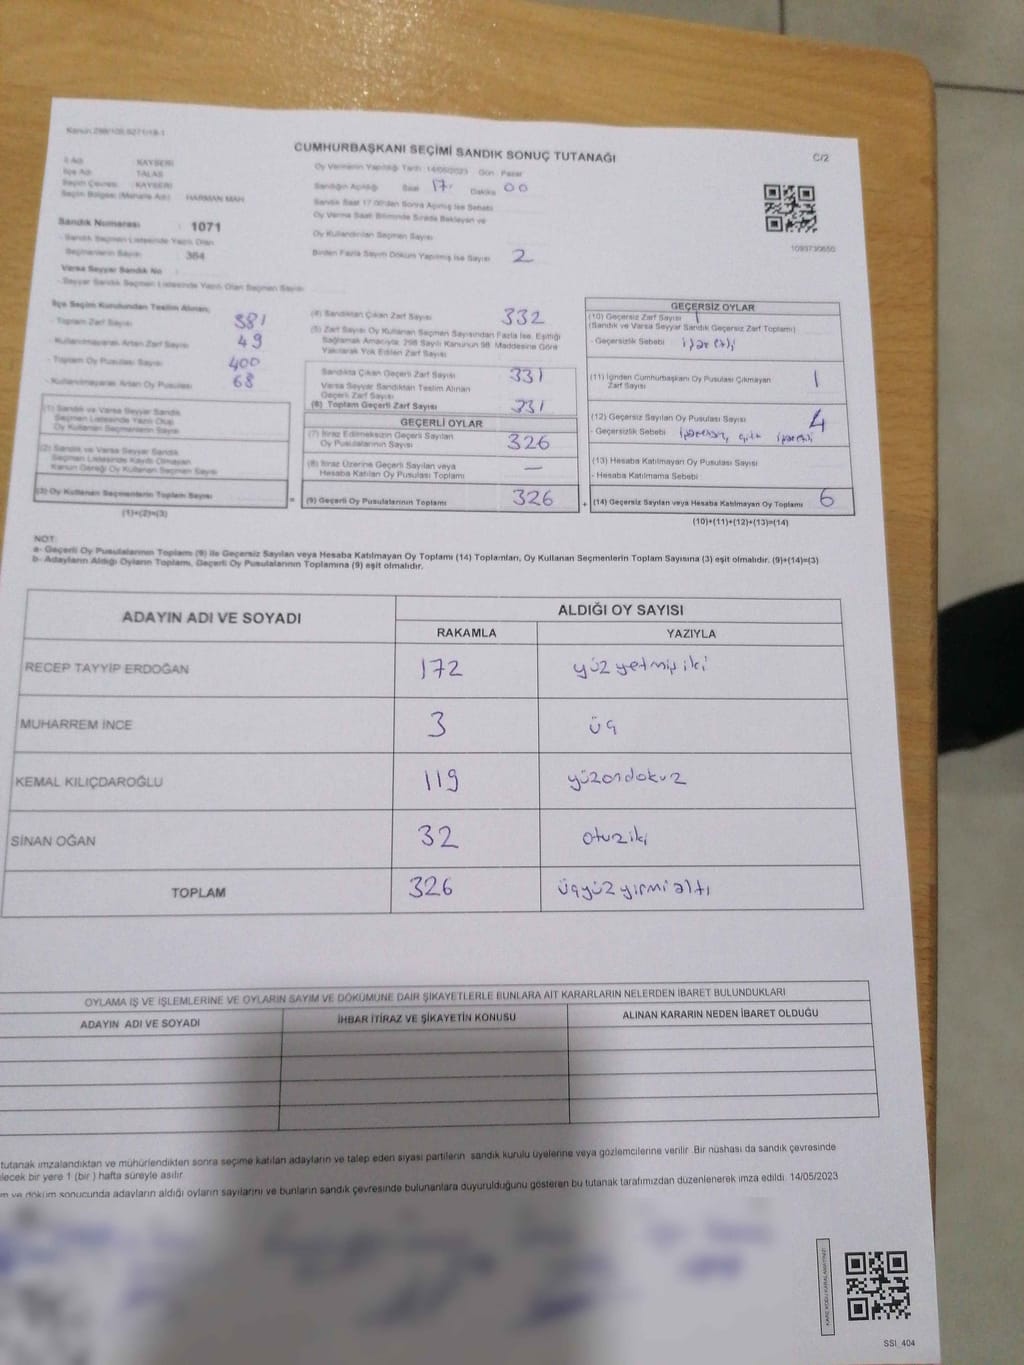 Kanun:298/105,6271/19-1
CUMHURBAŞKANI SEÇİMİ SANDIK SONUÇ TUTANAĞI
C/2
İl Adı : KAYSERİ
İlçe Adı : TALAS
Seçim Çevresi : KAYSERİ
Seçim Bölgesi (Mahalle Adı) : HARMAN MAH.
Sandık Numarası : 1071
- Sandık Seçmen Listesinde Yazılı Olan
Seçmenlerin Sayısı : 364
Varsa Seyyar Sandık No :
- Seyyar Sandık Seçmen Listesinde Yazılı Olan Seçmen Sayısı :
Oy Vermenin Yapıldığı Tarih : 14/05/2023 Gün : Pazar
Sandığın Açıldığı Saat 17 Dakika 00
Sandık Saat 17:00'den Sonra Açılmış İse Sebebi
Oy Verme Saati Bitiminde Sırada Bekleyen ve
Oy Kullandırılan Seçmen Sayısı
Birden Fazla Sayım Döküm Yapılmış İse Sayısı 2
1093730650
İlçe Seçim Kurulundan Teslim Alınan;
- Toplam Zarf Sayısı 381
- Kullanılmayarak Artan Zarf Sayısı 49
- Toplam Oy Pusulası Sayısı 400
- Kullanılmayarak Artan Oy Pusulası 68
(1) Sandık ve Varsa Seyyar Sandık
Seçmen Listesinde Yazılı Olup
Oy Kullanan Seçmenlerin Sayısı
(2) Sandık ve Varsa Seyyar Sandık
Seçmen Listesinde Kayıtlı Olmayan
Kanun Gereği Oy Kullanan Seçmen Sayısı
(3) Oy Kullanan Seçmenlerin Toplam Sayısı
(1)+(2)=(3)
=
(4) Sandıktan Çıkan Zarf Sayısı 332
(5) Zarf Sayısı Oy Kullanan Seçmen Sayısından Fazla İse, Eşitliği
Sağlamak Amacıyla, 298 Sayılı Kanunun 98. Maddesine Göre
Yakılarak Yok Edilen Zarf Sayısı
Sandıkta Çıkan Geçerli Zarf Sayısı 331
Varsa Seyyar Sandıktan Teslim Alınan
Geçerli Zarf Sayısı
(6) Toplam Geçerli Zarf Sayısı 331
GEÇERLİ OYLAR
(7) İtiraz Edilmeksizin Geçerli Sayılan
Oy Pusulalarının Sayısı 326
(8) İtiraz Üzerine Geçerli Sayılan veya
Hesaba Katılan Oy Pusulası Toplamı —
(9) Geçerli Oy Pusulalarının Toplamı 326
+
GEÇERSİZ OYLAR
(10) Geçersiz Zarf Sayısı 1
(Sandık ve Varsa Seyyar Sandık Geçersiz Zarf Toplamı)
- Geçersizlik Sebebi işaretli
(11) İçinden Cumhurbaşkanı Oy Pusulası Çıkmayan
Zarf Sayısı 1
(12) Geçersiz Sayılan Oy Pusulası Sayısı 4
- Geçersizlik Sebebi
(13) Hesaba Katılmayan Oy Pusulası Sayısı
- Hesaba Katılmama Sebebi
(14) Geçersiz Sayılan veya Hesaba Katılmayan Oy Toplamı 6
(10)+(11)+(12)+(13)=(14)
NOT:
a- Geçerli Oy Pusulalarının Toplamı (9) ile Geçersiz Sayılan veya Hesaba Katılmayan Oy Toplamı (14) Toplamları, Oy Kullanan Seçmenlerin Toplam Sayısına (3) eşit olmalıdır. (9)+(14)=(3)
b- Adayların Aldığı Oyların Toplamı, Geçerli Oy Pusulalarının Toplamına (9) eşit olmalıdır.
ADAYIN ADI VE SOYADI
ALDIĞI OY SAYISI
RAKAMLA YAZIYLA
RECEP TAYYİP ERDOĞAN 172 yüzyetmişiki
MUHARREM İNCE 3 üç
KEMAL KILIÇDAROĞLU 119 yüzondokuz
SİNAN OĞAN 32 otuziki
TOPLAM 326 üçyüzyirmialtı
OYLAMA İŞ VE İŞLEMLERİNE VE OYLARIN SAYIM VE DÖKÜMÜNE DAİR ŞİKAYETLERLE BUNLARA AİT KARARLARIN NELERDEN İBARET BULUNDUKLARI
ADAYIN ADI VE SOYADI İHBAR İTİRAZ VE ŞİKAYETİN KONUSU ALINAN KARARIN NEDEN İBARET OLDUĞU
tutanak imzalandıktan ve mühürlendikten sonra seçime katılan adayların ve talep eden siyasi partilerin sandık kurulu üyelerine veya gözlemcilerine verilir .Bir nüshası da sandık çevresinde
lecek bir yere 1 (bir ) hafta süreyle asılır.
m ve döküm sonucunda adayların aldığı oyların sayılarını ve bunların sandık çevresinde bulunanlara duyurulduğunu gösteren bu tutanak tarafımızdan düzenlenerek imza edildi. 14/05/2023
SSI_404